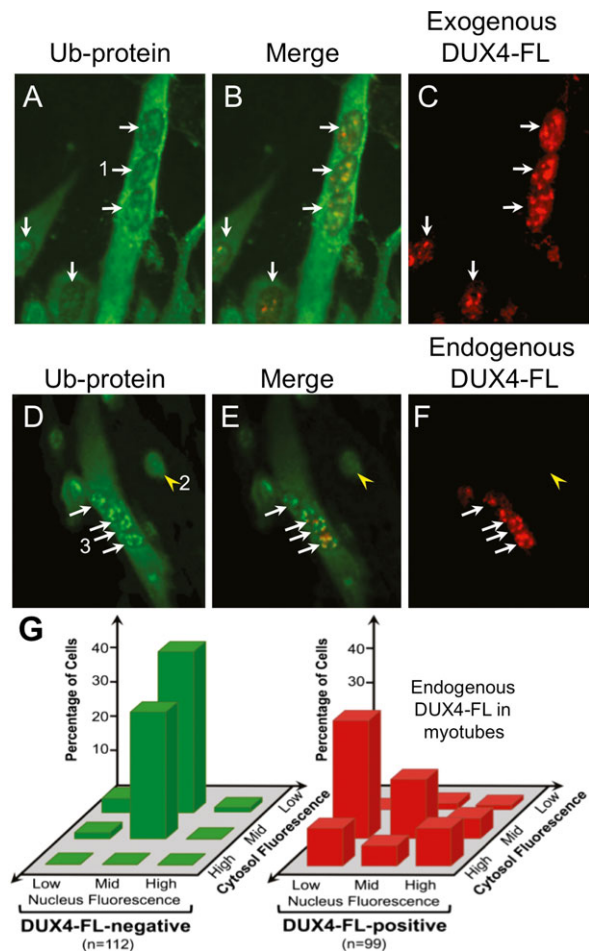 Exogenous
Ub-protein Merge DUX4-FL
A B C
1
Endogenous
Ub-protein Merge DUX4-FL
D E F
2
3
G
Percentage of Cells
40
30
20
10
Low Mid High
Nucleus Fluorescence
High Mid Low
Cytosol Fluorescence
DUX4-FL-negative
(n=112)
Percentage of Cells
40
30
Endogenous
DUX4-FL in
myotubes
Low Mid High
Nucleus Fluorescence
High Mid Low
Cytosol Fluorescence
DUX4-FL-positive
(n=99)